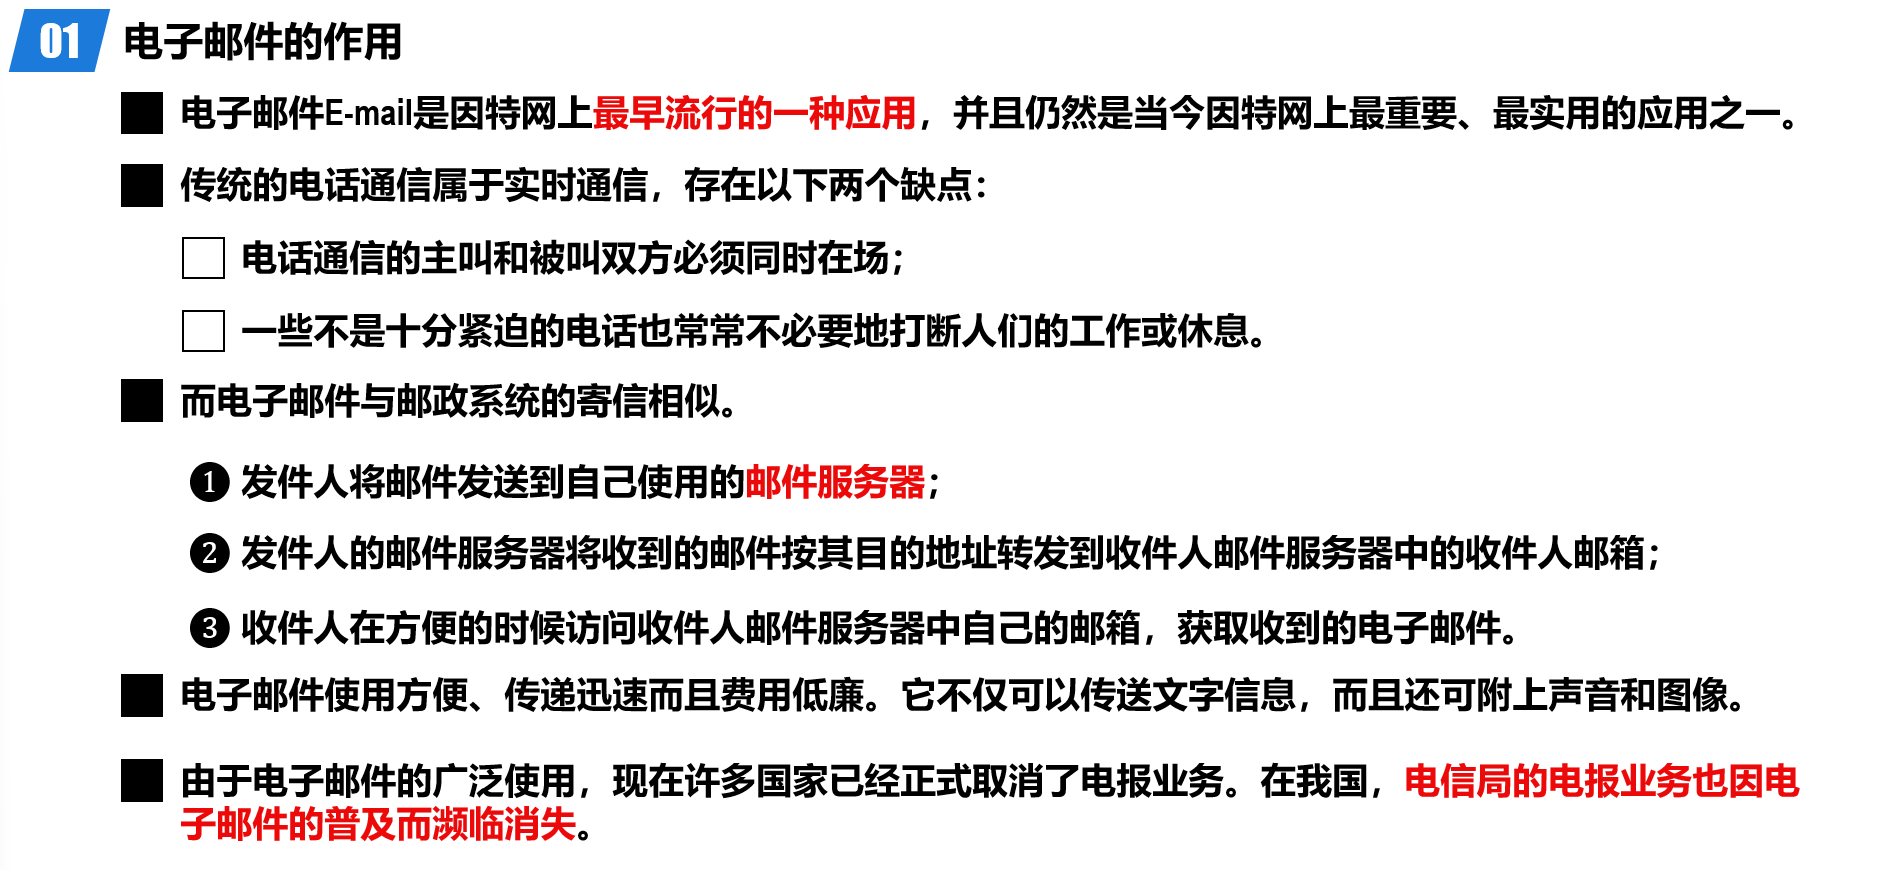 01 电子邮件的作用
电子邮件E-mail是因特网上最早流行的一种应用，并且仍然是当今因特网上最重要、最实用的应用之一。
传统的电话通信属于实时通信，存在以下两个缺点：
电话通信的主叫和被叫双方必须同时在场；
一些不是十分紧迫的电话也常常不必要地打断人们的工作或休息。
而电子邮件与邮政系统的寄信相似。
❶ 发件人将邮件发送到自己使用的邮件服务器；
❷ 发件人的邮件服务器将收到的邮件按其目的地址转发到收件人邮件服务器中的收件人邮箱；
❸ 收件人在方便的时候访问收件人邮件服务器中自己的邮箱，获取收到的电子邮件。
电子邮件使用方便、传递迅速而且费用低廉。它不仅可以传送文字信息，而且还可附上声音和图像。
由于电子邮件的广泛使用，现在许多国家已经正式取消了电报业务。在我国，电信局的电报业务也因电
子邮件的普及而濒临消失。